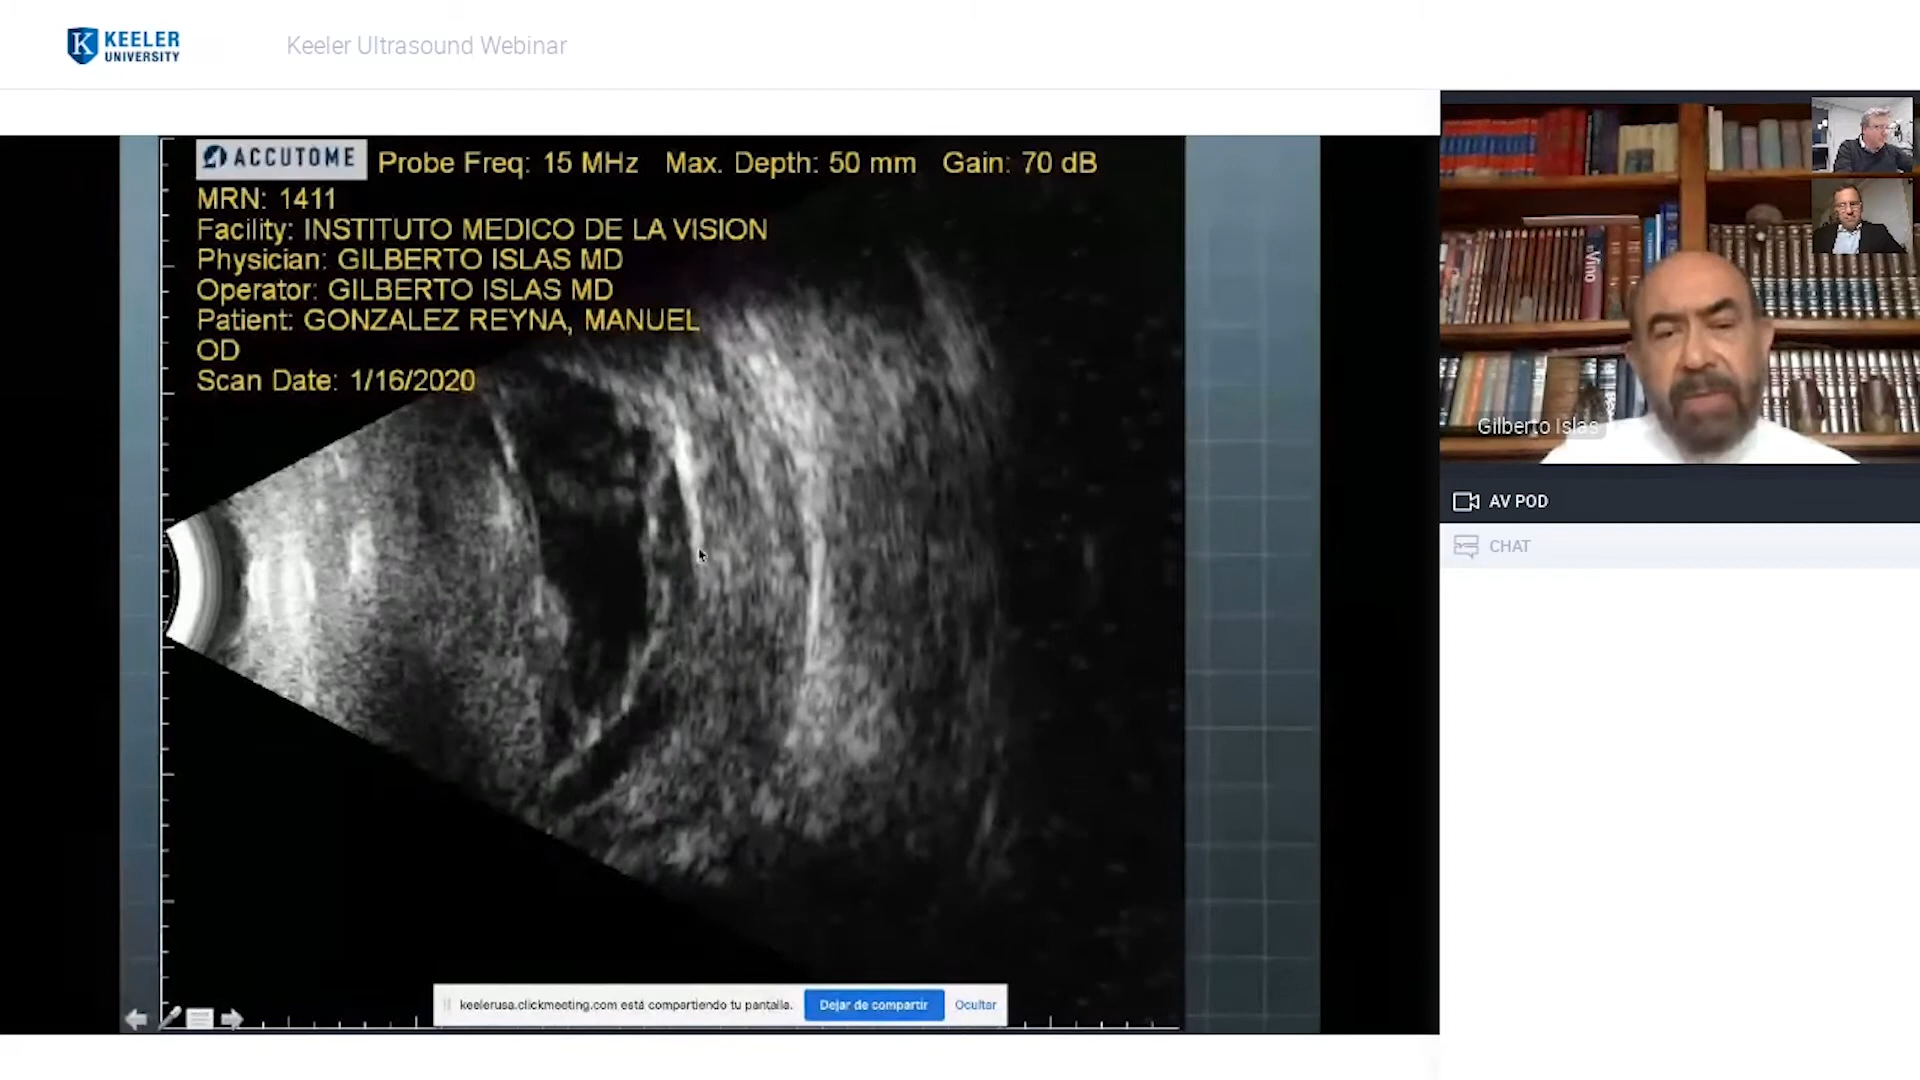 KEELER
UNIVERSITY
Keeler Ultrasound Webinar
ACCUTOME
Probe Freq: 15 MHz Max. Depth: 50 mm Gain: 70 dB
MRN: 1411
Facility: INSTITUTO MEDICO DE LA VISION
Physician: GILBERTO ISLAS MD
Operator: GILBERTO ISLAS MD
Patient: GONZALEZ REYNA, MANUEL
OD
Scan Date: 1/16/2020
keelerusa.clickmeeting.com está compartiendo tu pantalla.
Dejar de compartir
Ocultar
Vino
Gilberto Islas
AV POD
CHAT